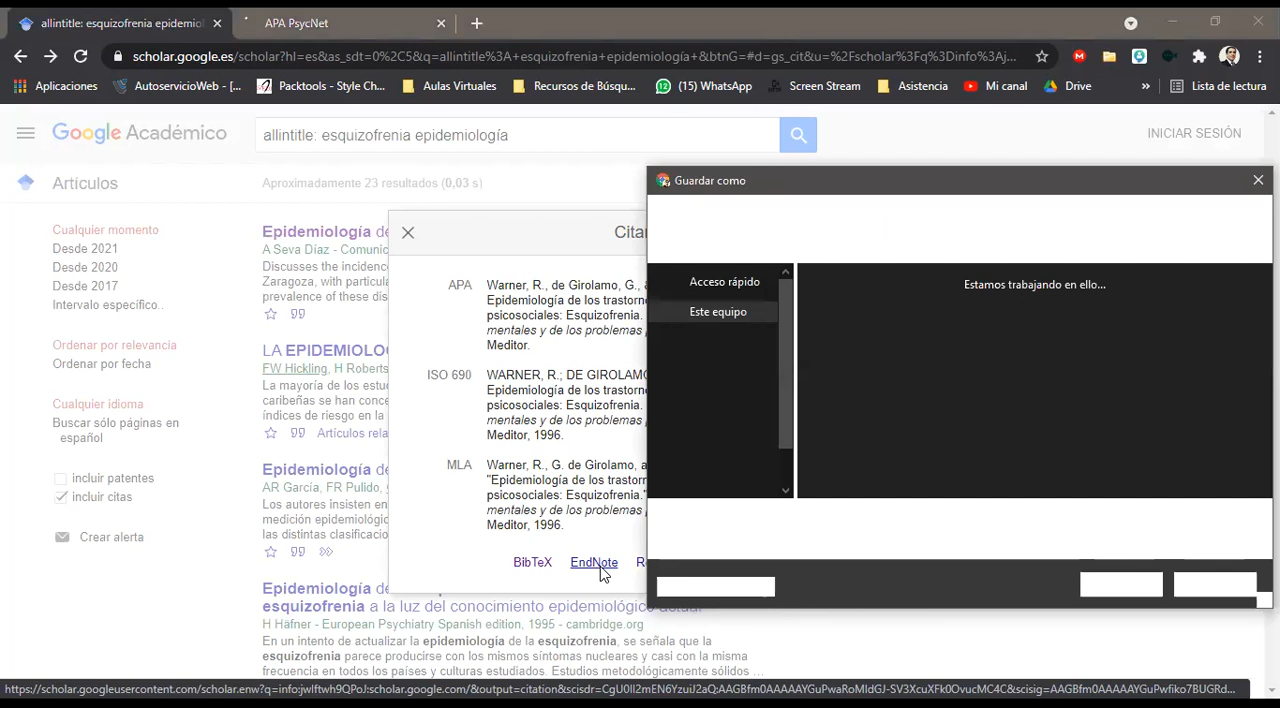 allintitle: esquizofrenia epidemiol
APA PsycNet
scholar.google.es/scholar?hl=es&as_sdt=0%2C5&q=allintitle%3A+esquizofrenia+epidemiología+&btnG=#d=gs_cit&u=%2Fscholar%3Fq%3Dinfo%3Aj...
Aplicaciones
AutoservicioWeb - [...
Packtools - Style Ch...
Aulas Virtuales
Recursos de Búsqu...
(15) WhatsApp
Screen Stream
Asistencia
Mi canal
Drive
»
Lista de lectura
Google Académico
allintitle: esquizofrenia epidemiología
INICIAR SESIÓN
Artículos
Aproximadamente 23 resultados (0,03 s)
Cualquier momento
Desde 2021
Desde 2020
Desde 2017
Intervalo específico..
Ordenar por relevancia
Ordenar por fecha
Cualquier idioma
Buscar sólo páginas en
español
incluir patentes
incluir citas
Crear alerta
Epidemiología de
A Seva Díaz - Comunic
Discusses the incidence
Zaragoza, with particula
prevalence of these dis
LA EPIDEMIOLO
FW Hickling, H Roberts
La mayoría de los estu
caribeñas se han conce
índices de riesgo en la
Artículos rela
Epidemiología de
AR García, FR Pulido,
Los autores insisten en
medición epidemiológic
las distintas clasificacio
Epidemiología de
esquizofrenia a la luz del conocimiento epidemiológico actual
H Häfner - European Psychiatry Spanish edition, 1995 - cambridge.org
En un intento de actualizar la epidemiología de la esquizofrenia, se señala que la
esquizofrenia parece producirse con los mismos síntomas nucleares y casi con la misma
frecuencia en todos los países y culturas estudiados. Estudios metodológicamente sólidos ...
Citar
APA
Warner, R., de Girolamo, G., &
Epidemiología de los trastorn
psicosociales: Esquizofrenia.
mentales y de los problemas p
Meditor.
ISO 690
WARNER, R.; DE GIROLAMO
Epidemiología de los trastorn
psicosociales: Esquizofrenia.
mentales y de los problemas p
Meditor, 1996.
MLA
Warner, R., G. de Girolamo, a
"Epidemiología de los trastorn
psicosociales: Esquizofrenia."
mentales y de los problemas p
Meditor, 1996.
BibTeX
EndNote
Guardar como
Acceso rápido
Este equipo
Estamos trabajando en ello...